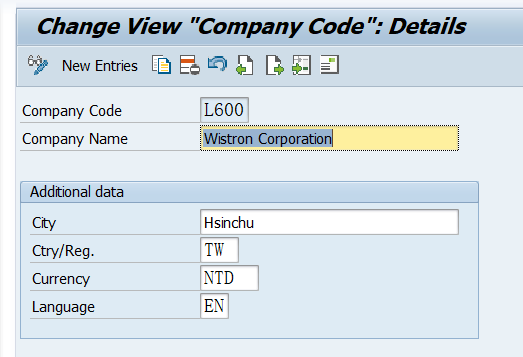 Change View "Company Code": Details
New Entries
Company Code L600
Company Name Wistron Corporation
Additional data
City Hsinchu
Ctry/Reg. TW
Currency NTD
Language EN